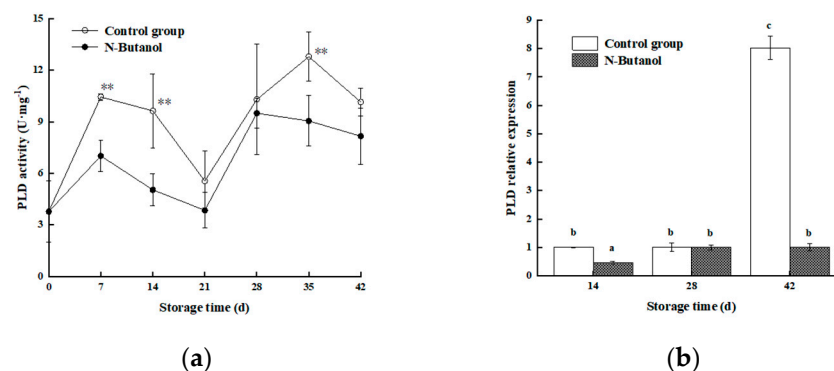 15
12
9
6
3
0
PLD activity (U·mg⁻¹)
Control group
N-Butanol
**
**
**
0 7 14 21 28 35 42
Storage time (d)
(a)
9
8
7
6
5
4
3
2
1
0
PLD relative expression
Control group
N-Butanol
b
a
b
b
c
b
14 28 42
Storage time (d)
(b)